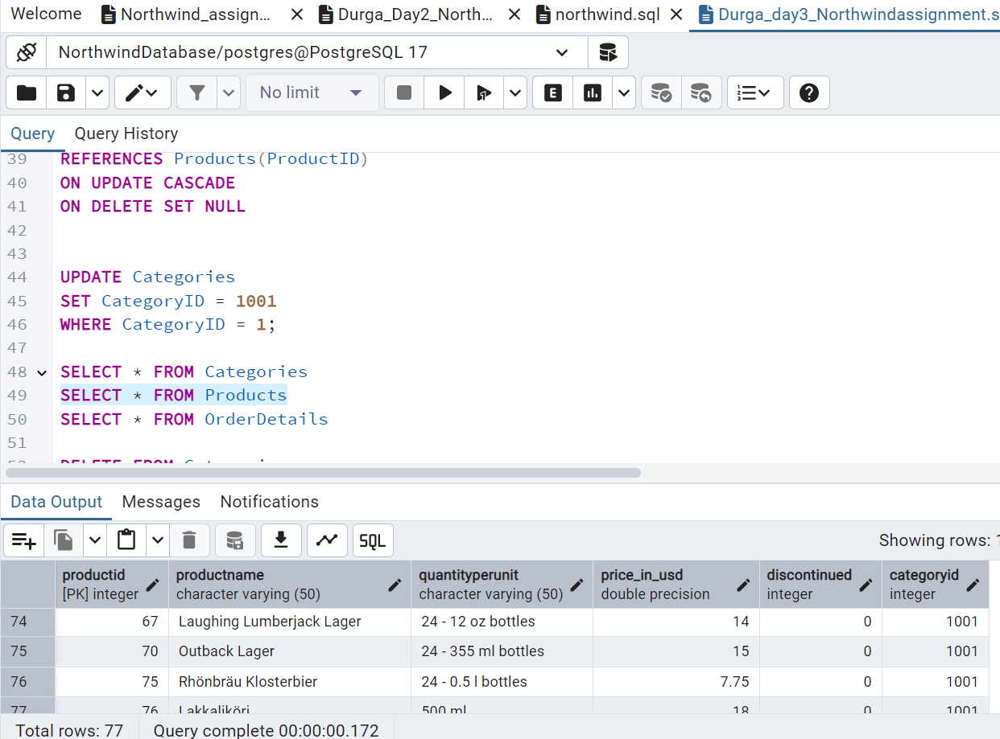 Welcome Northwind_assign... Durga_Day2_North... northwind.sql Durga_day3_Northwindassignment.s
NorthwindDatabase/postgres@PostgreSQL 17
No limit
E
Query Query History
39 REFERENCES Products(ProductID)
40 ON UPDATE CASCADE
41 ON DELETE SET NULL
42
43
44 UPDATE Categories
45 SET CategoryID = 1001
46 WHERE CategoryID = 1;
47
48 SELECT * FROM Categories
49 SELECT * FROM Products
50 SELECT * FROM OrderDetails
51
DELETE FROM
Data Output Messages Notifications
SQL
Showing rows: 1
productid productname quantityperunit price_in_usd discontinued categoryid
[PK] integer character varying (50) character varying (50) double precision integer integer
74 67 Laughing Lumberjack Lager 24 - 12 oz bottles 14 0 1001
75 70 Outback Lager 24 - 355 ml bottles 15 0 1001
76 75 Rhönbräu Klosterbier 24 - 0.5 l bottles 7.75 0 1001
77 76 Lakkalikööri 500 ml 18 0 1001
Total rows: 77 Query complete 00:00:00.172